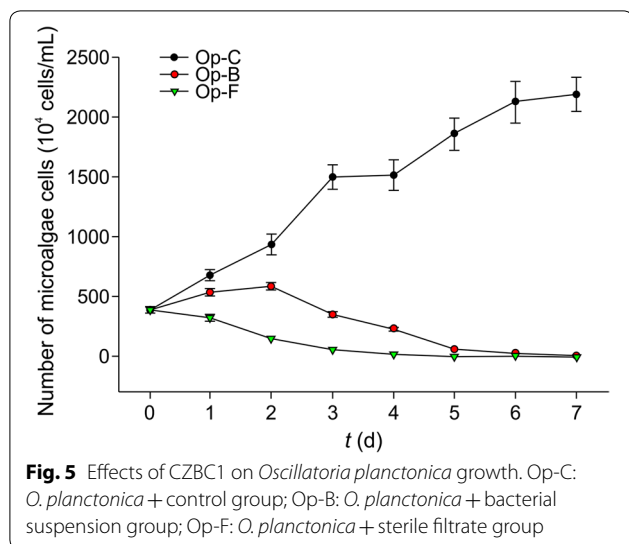 2500
2000
1500
1000
500
0
Number of microalgae cells (10⁴ cells/mL)
Op-C
Op-B
Op-F
0 1 2 3 4 5 6 7
t (d)
Fig. 5 Effects of CZBC1 on Oscillatoria planctonica growth. Op-C:
O. planctonica + control group; Op-B: O. planctonica + bacterial
suspension group; Op-F: O. planctonica + sterile filtrate group